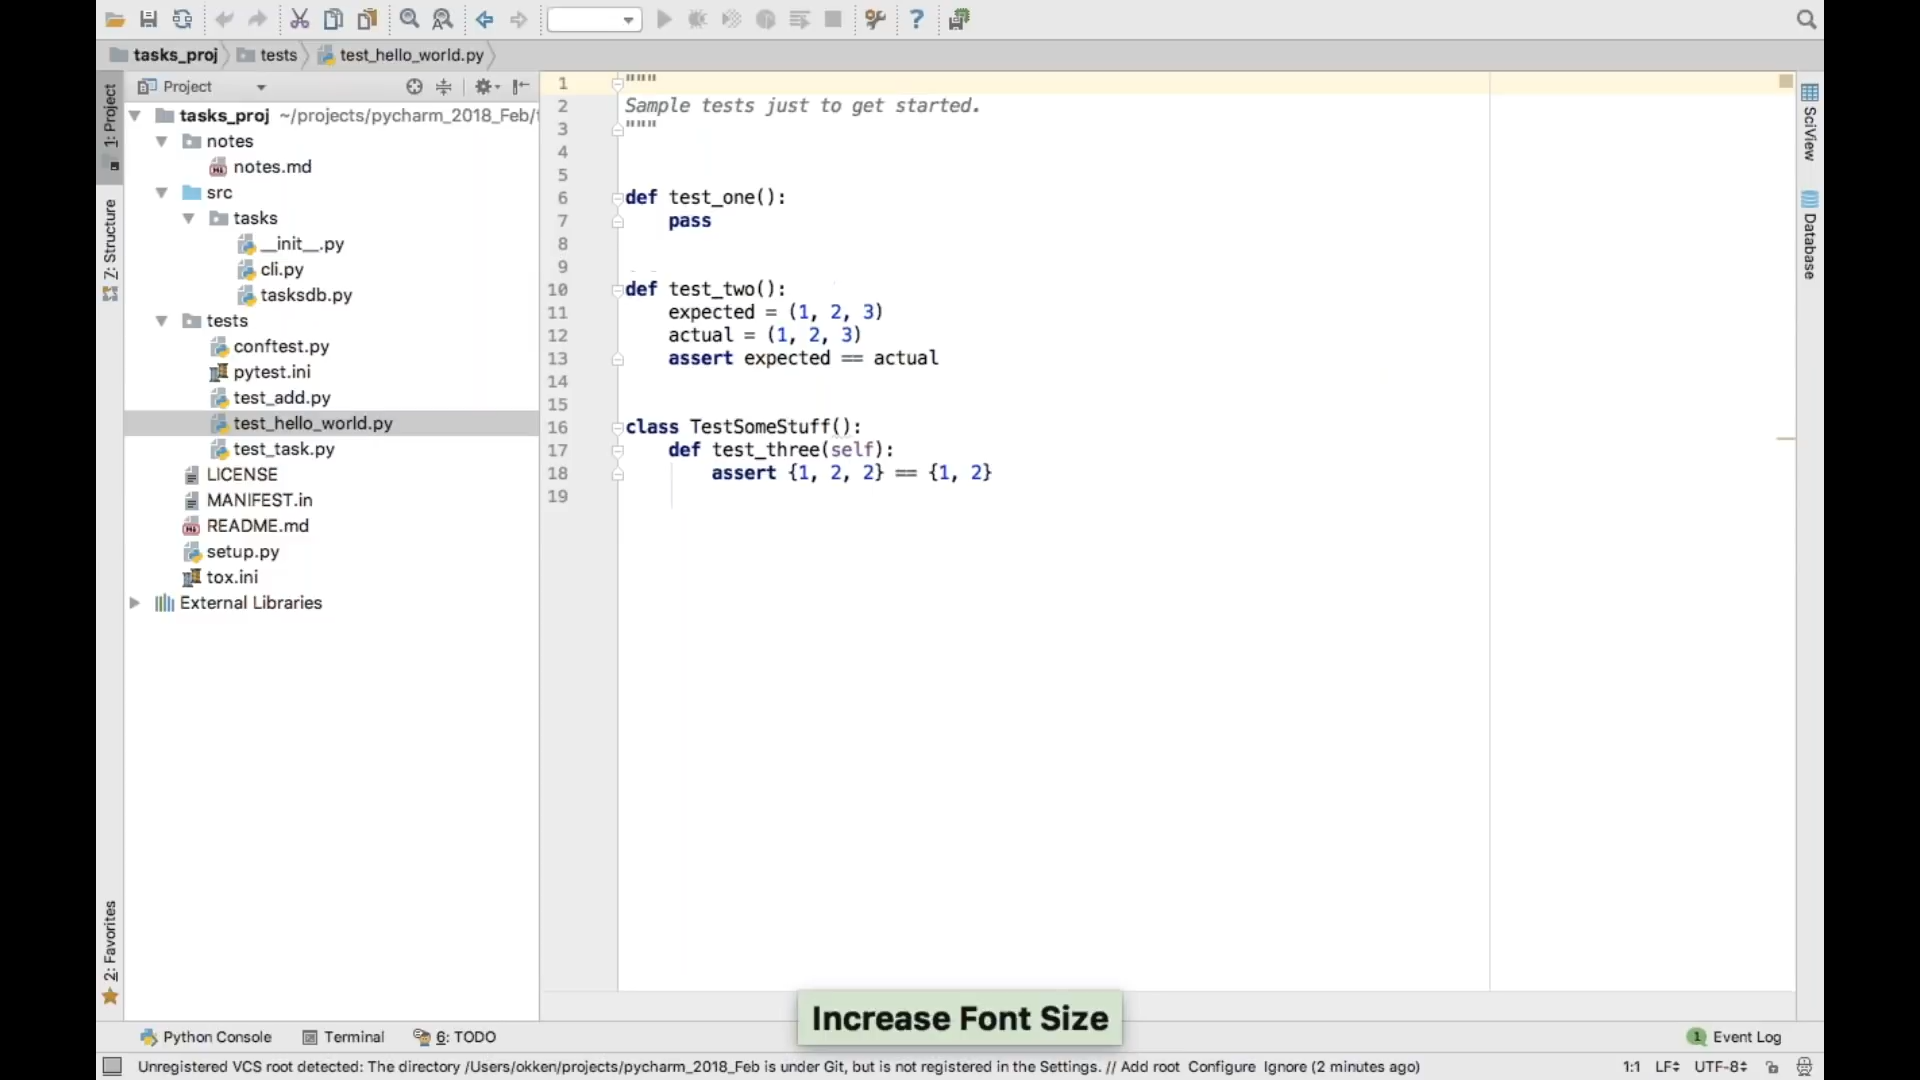 tasks_proj tests test_hello_world.py
Project
tasks_proj ~/projects/pycharm_2018_Feb/
notes
notes.md
src
tasks
__init__.py
cli.py
tasksdb.py
tests
conftest.py
pytest.ini
test_add.py
test_hello_world.py
test_task.py
LICENSE
MANIFEST.in
README.md
setup.py
tox.ini
External Libraries
1: Project
7: Structure
2: Favorites
1 """
2 Sample tests just to get started.
3 """
4
5
6 def test_one():
7 pass
8
9
10 def test_two():
11 expected = (1, 2, 3)
12 actual = (1, 2, 3)
13 assert expected == actual
14
15
16 class TestSomeStuff():
17 def test_three(self):
18 assert {1, 2, 2} == {1, 2}
19
SciView
Database
Increase Font Size
Python Console Terminal 6: TODO 1 Event Log
Unregistered VCS root detected: The directory /Users/okken/projects/pycharm_2018_Feb is under Git, but is not registered in the Settings. // Add root Configure Ignore (2 minutes ago) 1:1 LF UTF-8